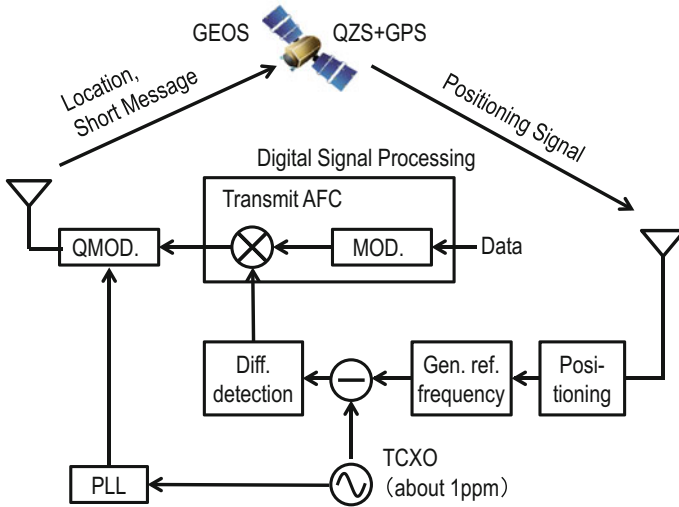 GEOS
QZS+GPS
Location,
Short Message
Positioning Signal
Digital Signal Processing
Transmit AFC
QMOD.
MOD.
Data
Diff.
detection
Gen. ref.
frequency
Posi-
tioning
PLL
TCXO
（about 1ppm）